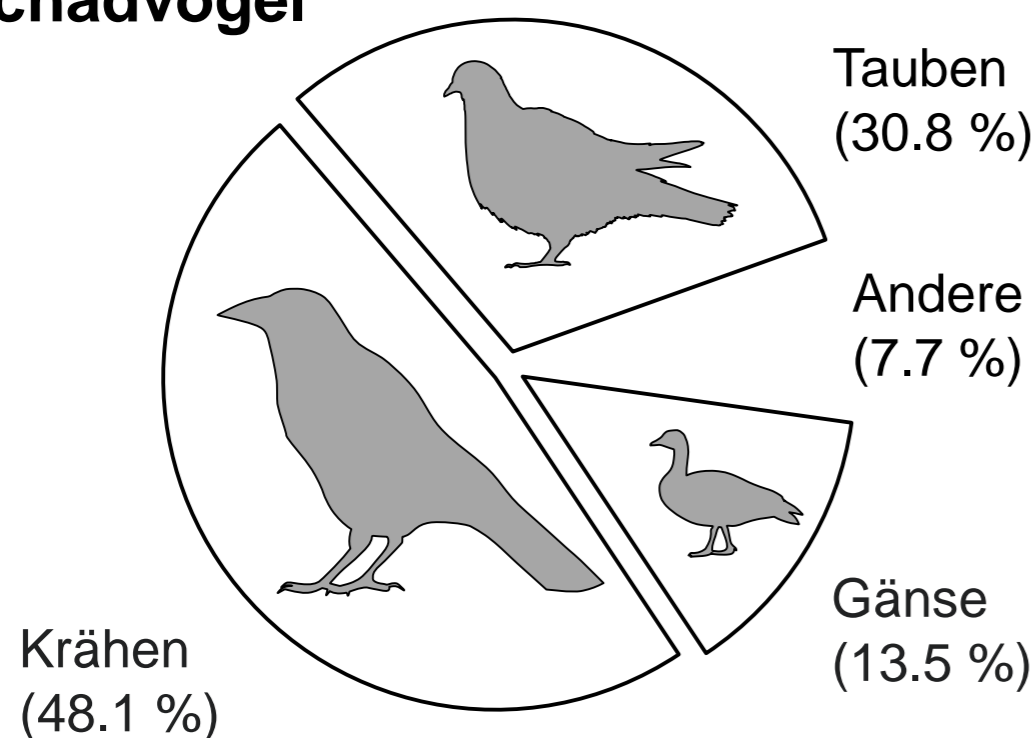 chadvögel
Tauben
(30.8 %)
Andere
(7.7 %)
Gänse
(13.5 %)
Krähen
(48.1 %)